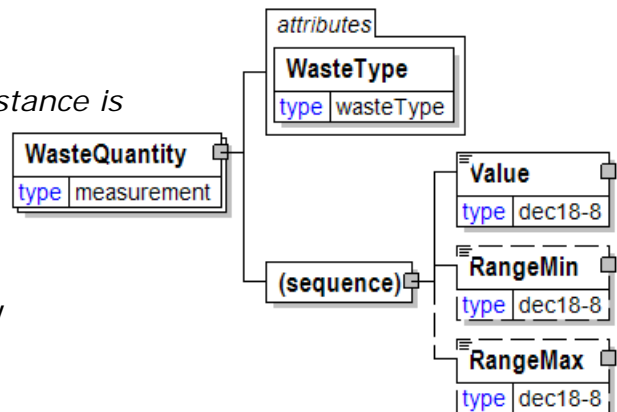 attributes
WasteType
type wasteType
stance is
WasteQuantity
type measurement
Value
type dec18-8
(sequence)
RangeMin
type dec18-8
RangeMax
type dec18-8